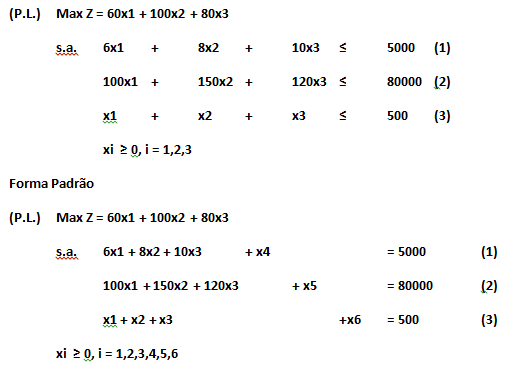 (P.L.) Max Z = 60x1 + 100x2 + 80x3
s.a. 6x1 + 8x2 + 10x3 ≤ 5000 (1)
100x1 + 150x2 + 120x3 ≤ 80000 (2)
x1 + x2 + x3 ≤ 500 (3)
xi ≥ 0, i = 1,2,3
Forma Padrão
(P.L.) Max Z = 60x1 + 100x2 + 80x3
s.a. 6x1 + 8x2 + 10x3 + x4 = 5000 (1)
100x1 + 150x2 + 120x3 + x5 = 80000 (2)
x1 + x2 + x3 +x6 = 500 (3)
xi ≥ 0, i = 1,2,3,4,5,6